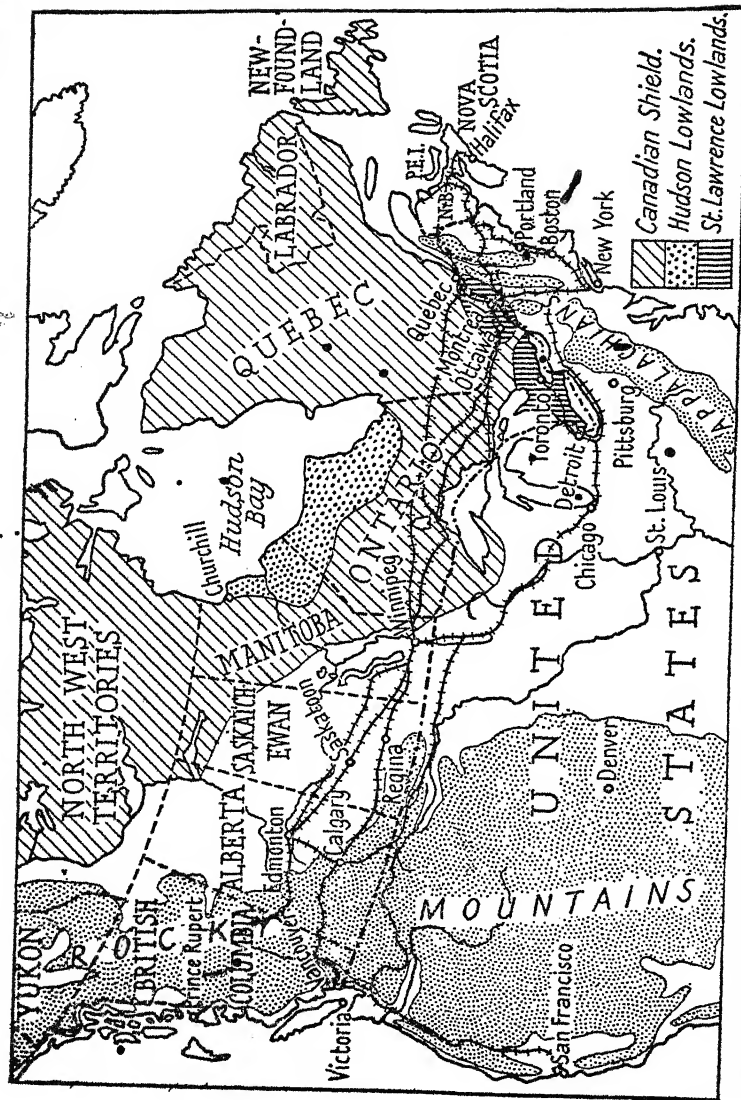 YUKON
NORTH WEST
TERRITORIES
ROCKY
BRITISH
COLUMBIA
Prince Rupert
ALBERTA
Edmonton
SASKATCH-
EWAN
Saskatoon
MANITOBA
Churchill
Hudson
Bay
QUEBEC
LABRADOR
NEW-
FOUND-
LAND
ONTARIO
Winnipeg
Calgary
Regina
Vancouver
Victoria
Quebec
Ottawa
P.E.I.
N.B.
NOVA
SCOTIA
Halifax
Portland
Boston
New York
Toronto
Detroit
Chicago
Pittsburg
APPALACHIAN
St. Louis
UNITED
STATES
MOUNTAINS
Denver
San Francisco
Canadian Shield.
Hudson Lowlands.
St. Lawrence Lowlands.